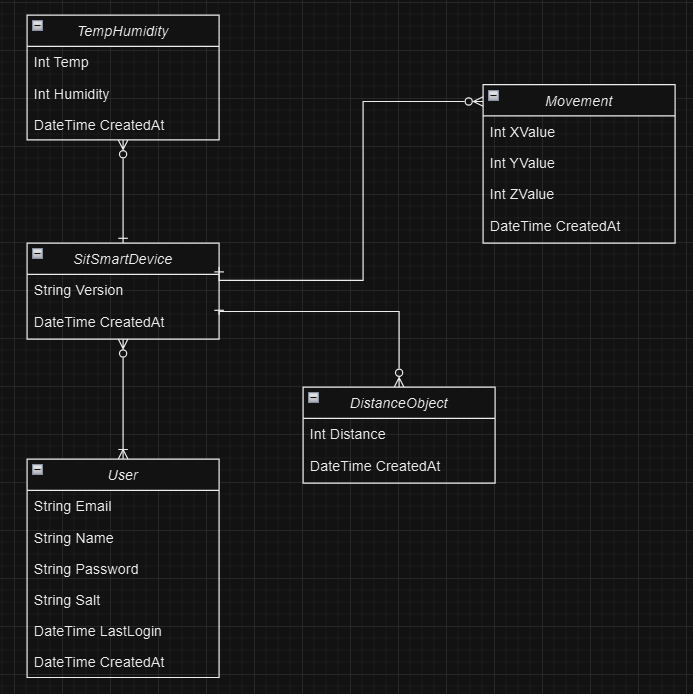 TempHumidity
Int Temp
Int Humidity
DateTime CreatedAt
Movement
Int XValue
Int YValue
Int ZValue
DateTime CreatedAt
SitSmartDevice
String Version
DateTime CreatedAt
DistanceObject
Int Distance
DateTime CreatedAt
User
String Email
String Name
String Password
String Salt
DateTime LastLogin
DateTime CreatedAt